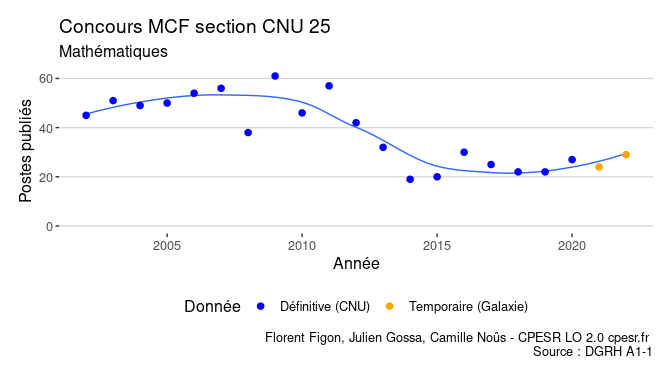 Concours MCF section CNU 25
Mathématiques
Postes publiés
60
40
20
0
2005 2010 2015 2020
Année
Donnée Définitive (CNU) Temporaire (Galaxie)
Florent Figon, Julien Gossa, Camille Noûs - CPESR LO 2.0 cpesr.fr
Source : DGRH A1-1